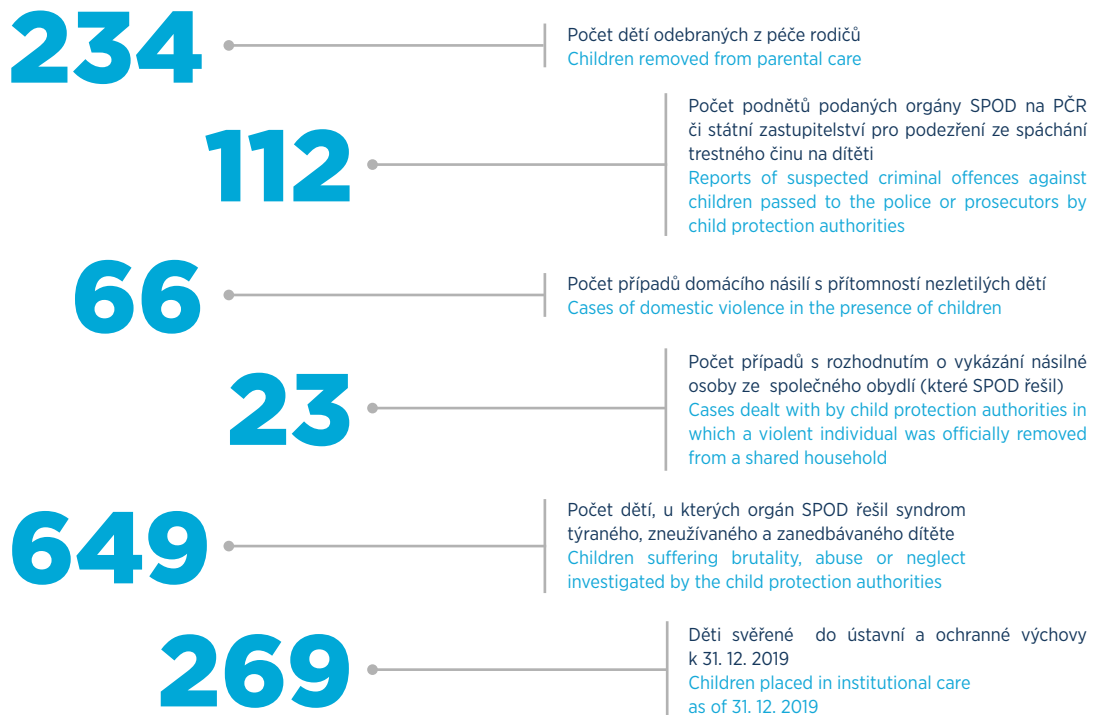 234
Počet dětí odebraných z péče rodičů
Children removed from parental care
112
Počet podnětů podaných orgány SPOD na PČR
či státní zastupitelství pro podezření ze spáchání
trestného činu na dítěti
Reports of suspected criminal offences against
children passed to the police or prosecutors by
child protection authorities
66
Počet případů domácího násilí s přítomností nezletilých dětí
Cases of domestic violence in the presence of children
23
Počet případů s rozhodnutím o vykázání násilné
osoby ze společného obydlí (které SPOD řešil)
Cases dealt with by child protection authorities in
which a violent individual was officially removed
from a shared household
649
Počet dětí, u kterých orgán SPOD řešil syndrom
týraného, zneužívaného a zanedbávaného dítěte
Children suffering brutality, abuse or neglect
investigated by the child protection authorities
269
Děti svěřené do ústavní a ochranné výchovy
k 31. 12. 2019
Children placed in institutional care
as of 31. 12. 2019